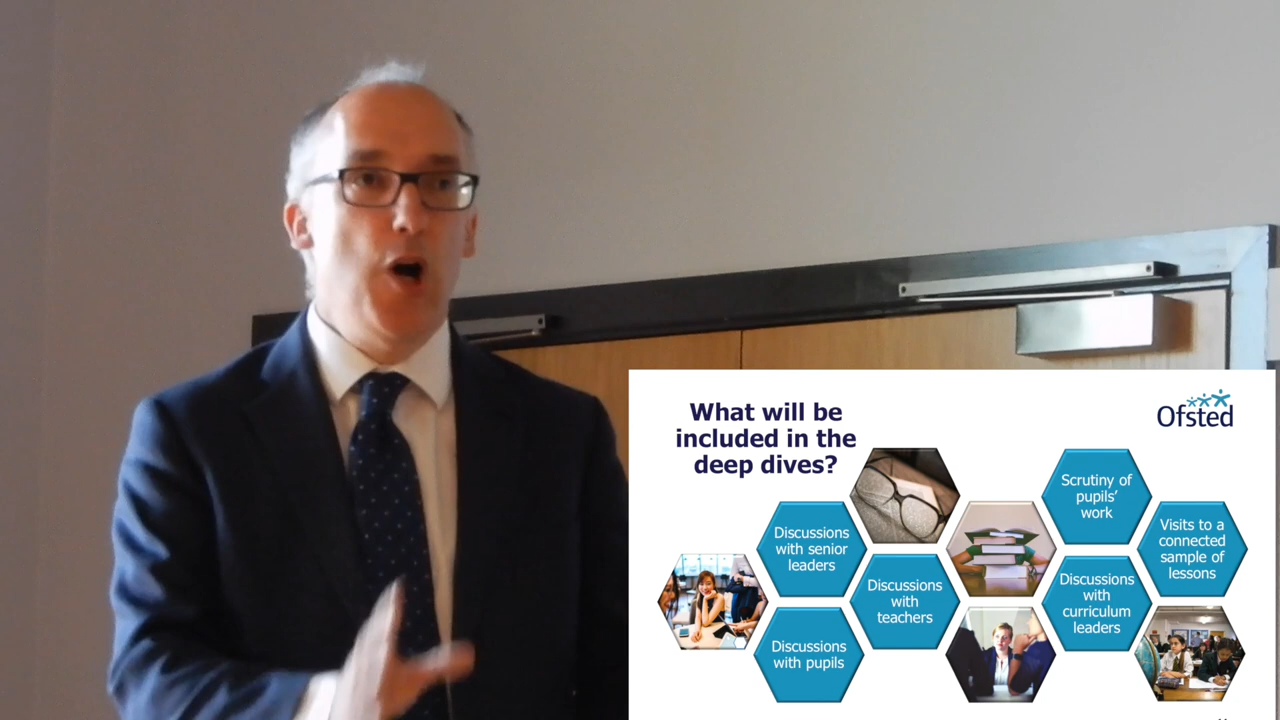 What will be
included in the
deep dives?
Ofsted
Discussions
with senior
leaders
Discussions
with pupils
Discussions
with
teachers
Scrutiny of
pupils’
work
Discussions
with
curriculum
leaders
Visits to a
connected
sample of
lessons